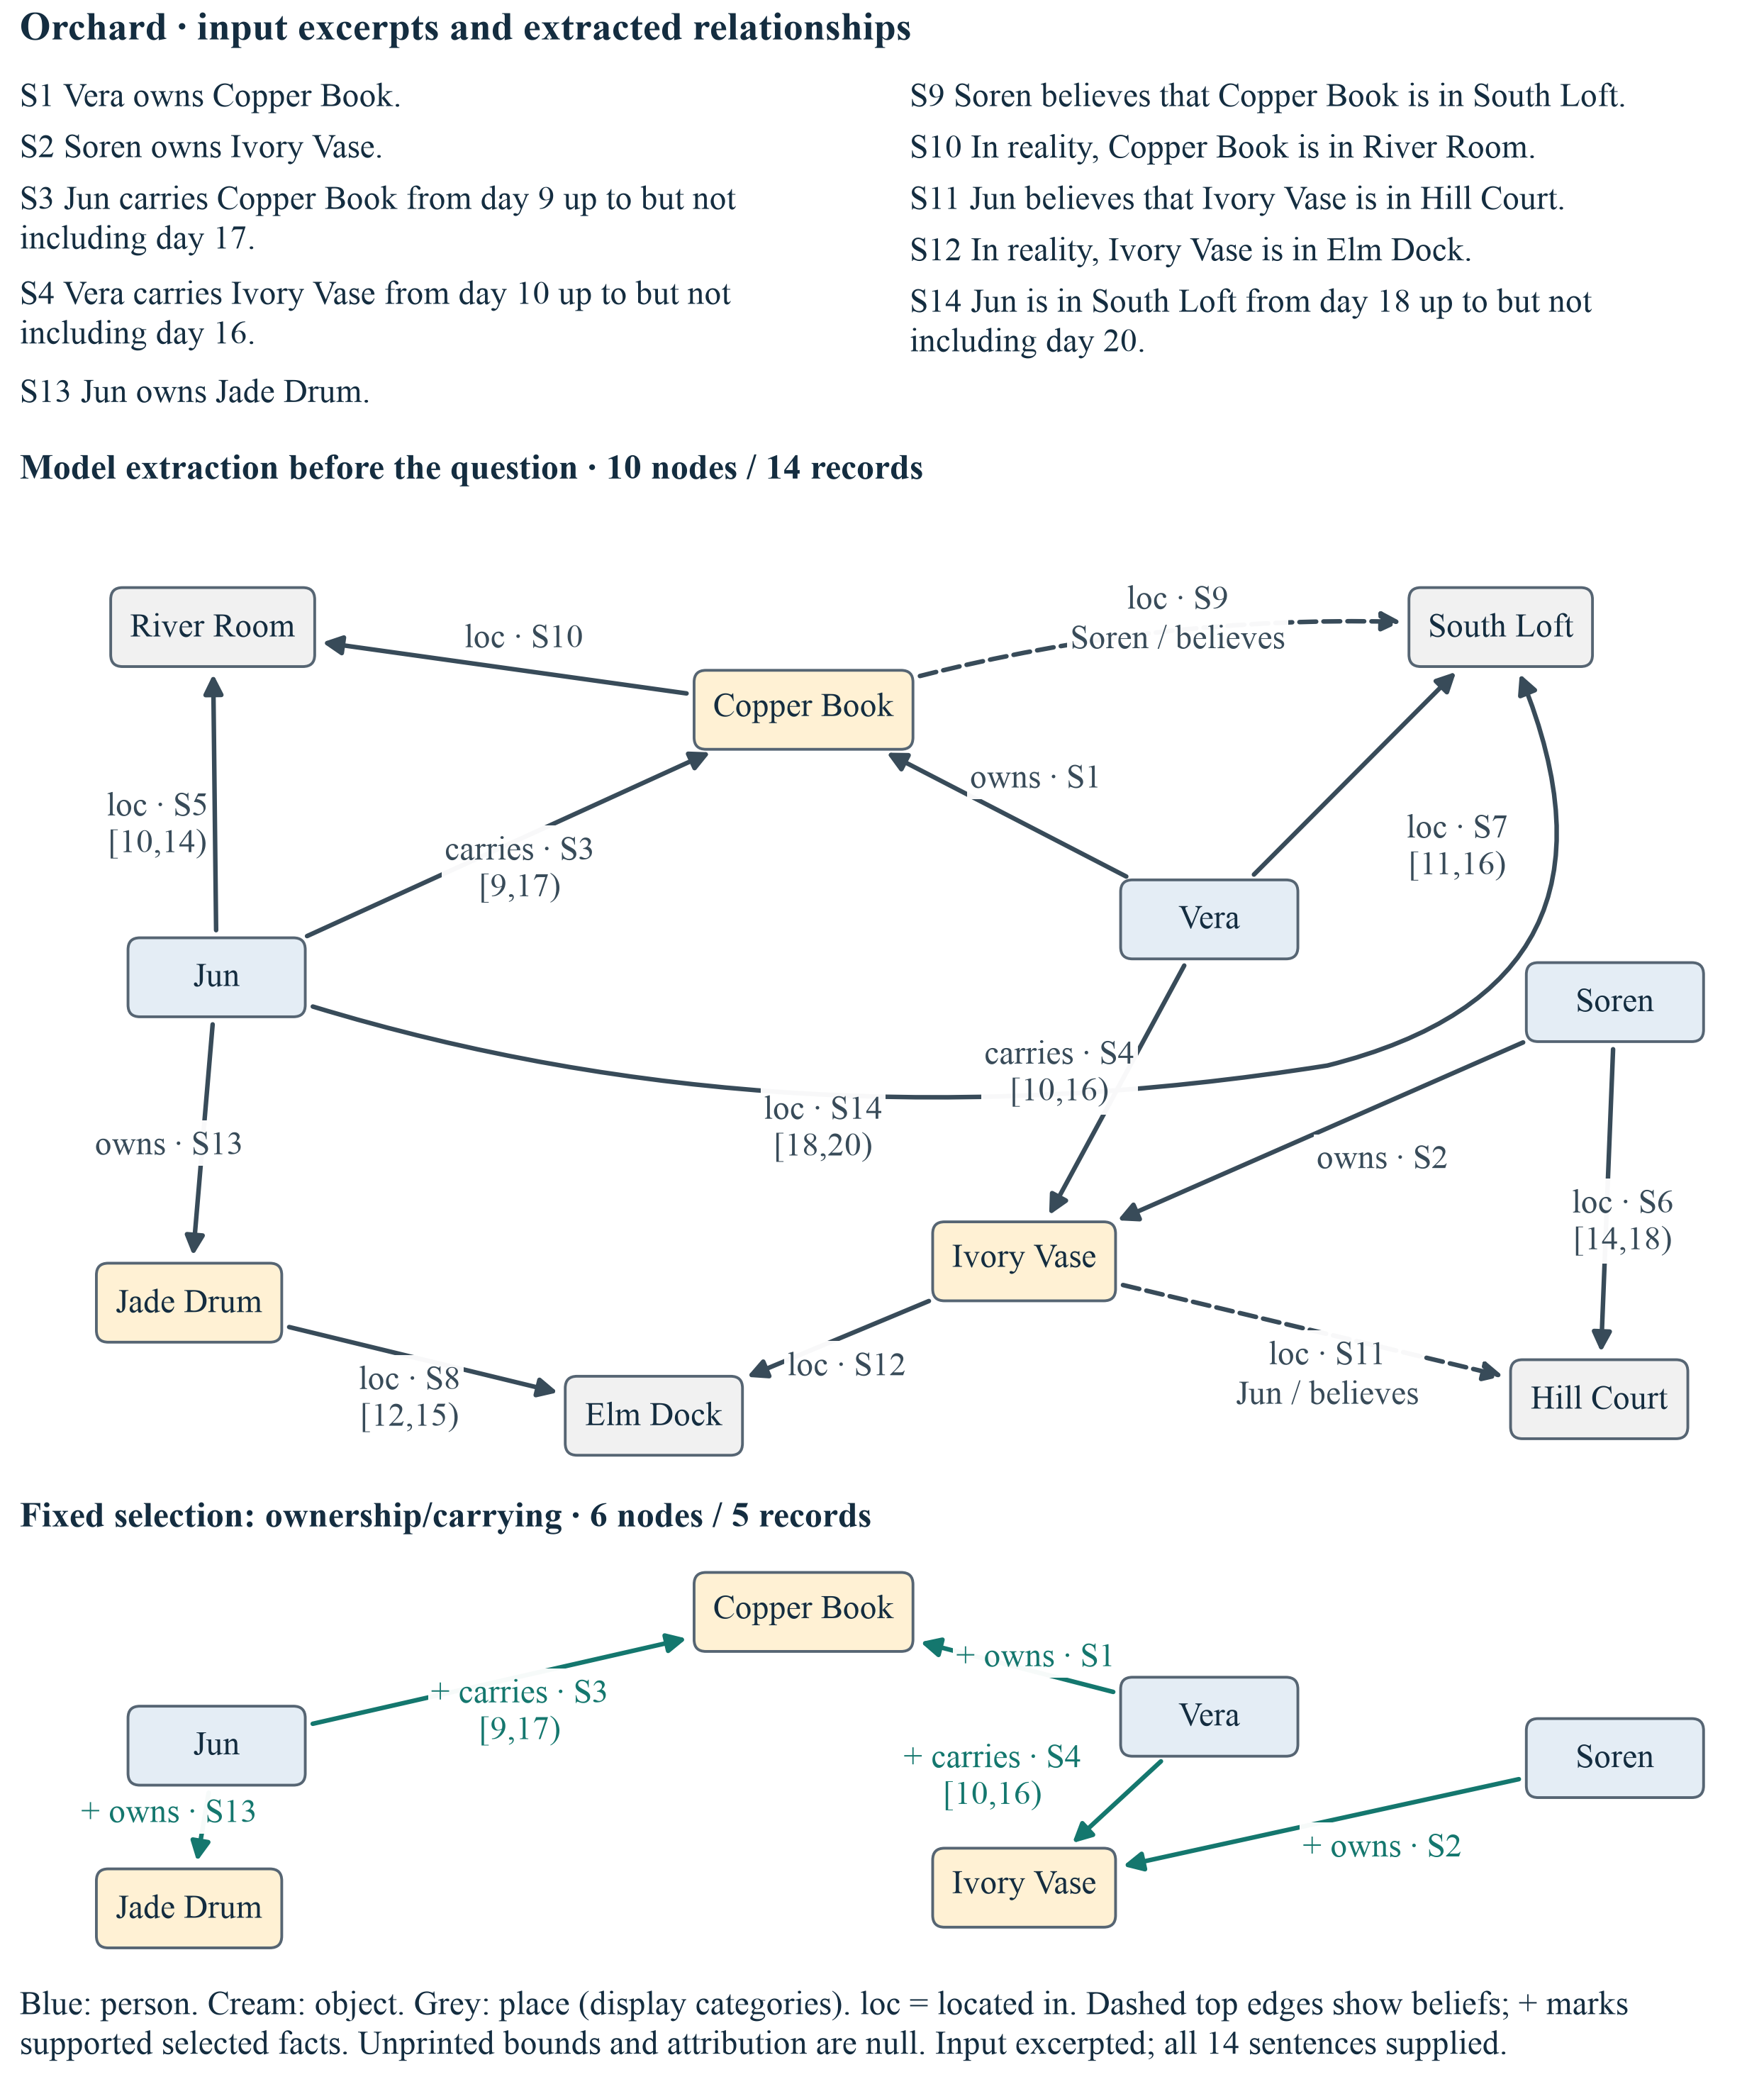 Orchard · input excerpts and extracted relationships
S1 Vera owns Copper Book.
S2 Soren owns Ivory Vase.
S3 Jun carries Copper Book from day 9 up to but not
including day 17.
S4 Vera carries Ivory Vase from day 10 up to but not
including day 16.
S13 Jun owns Jade Drum.
S9 Soren believes that Copper Book is in South Loft.
S10 In reality, Copper Book is in River Room.
S11 Jun believes that Ivory Vase is in Hill Court.
S12 In reality, Ivory Vase is in Elm Dock.
S14 Jun is in South Loft from day 18 up to but not
including day 20.
Model extraction before the question · 10 nodes / 14 records
River Room
loc · S10
loc · S9
Soren / believes
South Loft
Copper Book
owns · S1
loc · S5
[10,14)
carries · S3
[9,17)
loc · S7
[11,16)
Vera
Jun
Soren
carries · S4
[10,16)
loc · S14
[18,20)
owns · S13
owns · S2
loc · S6
[14,18)
Ivory Vase
Jade Drum
loc · S8
[12,15)
loc · S12
loc · S11
Jun / believes
Elm Dock
Hill Court
Fixed selection: ownership/carrying · 6 nodes / 5 records
Copper Book
+ owns · S1
+ carries · S3
[9,17)
Vera
Jun
Soren
+ carries · S4
[10,16)
+ owns · S13
+ owns · S2
Ivory Vase
Jade Drum
Blue: person. Cream: object. Grey: place (display categories). loc = located in. Dashed top edges show beliefs; + marks
supported selected facts. Unprinted bounds and attribution are null. Input excerpted; all 14 sentences supplied.